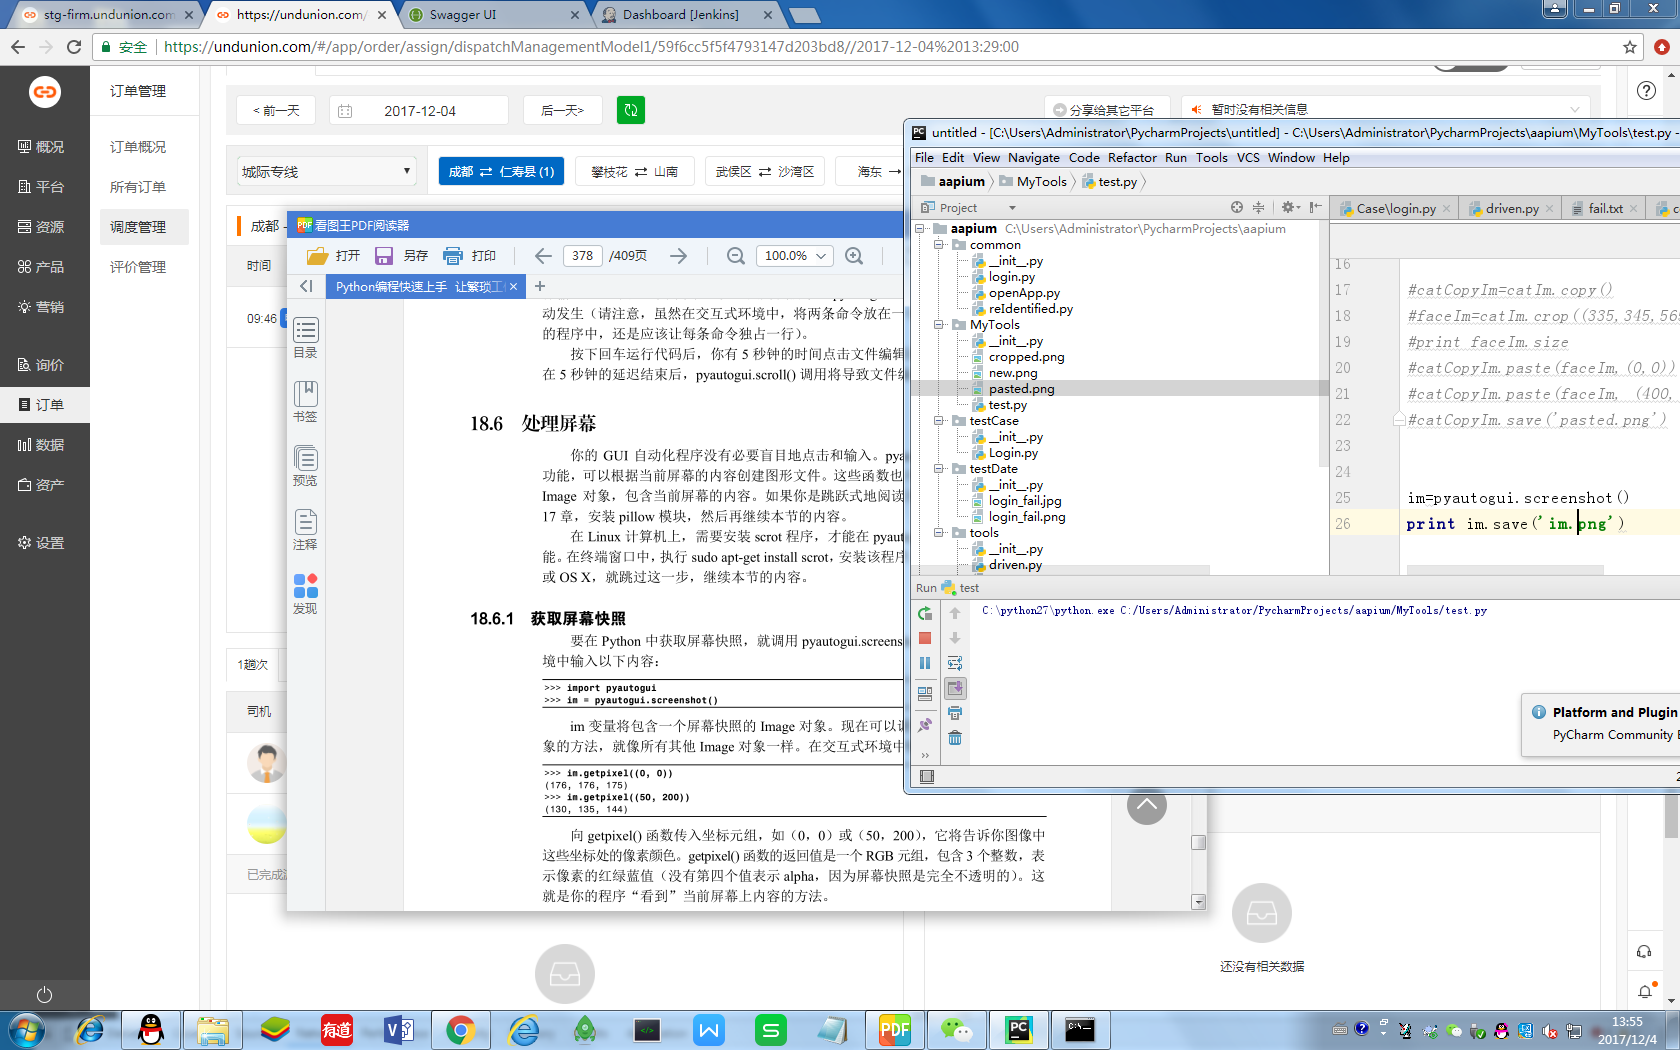 stg-firm.undunion.com
https://undunion.com/
Swagger UI
Dashboard [Jenkins]
安全
https://undunion.com/#/app/order/assign/dispatchManagementModel1/59f6cc5f5f4793147d203bd8//2017-12-04%2013:29:00
概况
平台
资源
产品
营销
询价
订单
数据
资产
设置
订单管理
订单概况
所有订单
调度管理
评价管理
< 前一天
2017-12-04
后一天>
分享给其它平台
暂时没有相关信息
城际专线
成都 ⇄ 仁寿县 (1)
攀枝花 ⇄ 山南
武侯区 ⇄ 沙湾区
海东 →
成都 -
时间
09:46
1趟次
司机
已完成
还没有相关数据
看图王PDF阅读器
打开
另存
打印
378
/409页
100.0%
Python编程快速上手 让繁琐工
目录
书签
预览
注释
发现
动发生（请注意，虽然在交互式环境中，将两条命令放在一
的程序中，还是应该让每条命令独占一行）。
按下回车运行代码后，你有 5 秒钟的时间点击文件编辑
在 5 秒钟的延迟结束后，pyautogui.scroll() 调用将导致文件编
18.6 处理屏幕
你的 GUI 自动化程序没有必要盲目地点击和输入。pya
功能，可以根据当前屏幕的内容创建图形文件。这些函数也
Image 对象，包含当前屏幕的内容。如果你是跳跃式地阅读
17 章，安装 pillow 模块，然后再继续本节的内容。
在 Linux 计算机上，需要安装 scrot 程序，才能在 pyaut
能。在终端窗口中，执行 sudo apt-get install scrot，安装该程序
或 OS X，就跳过这一步，继续本节的内容。
18.6.1 获取屏幕快照
要在 Python 中获取屏幕快照，就调用 pyautogui.screens
境中输入以下内容：
>>> import pyautogui
>>> im = pyautogui.screenshot()
im 变量将包含一个屏幕快照的 Image 对象。现在可以调
象的方法，就像所有其他 Image 对象一样。在交互式环境中
>>> im.getpixel((0, 0))
(176, 176, 175)
>>> im.getpixel((50, 200))
(130, 135, 144)
向 getpixel() 函数传入坐标元组，如（0，0）或（50，200），它将告诉你图像中
这些坐标处的像素颜色。getpixel() 函数的返回值是一个 RGB 元组，包含 3 个整数，表
示像素的红绿蓝值（没有第四个值表示 alpha，因为屏幕快照是完全不透明的）。这
就是你的程序“看到”当前屏幕上内容的方法。
untitled - [C:\Users\Administrator\PycharmProjects\untitled] - C:\Users\Administrator\PycharmProjects\aapium\MyTools\test.py -
File Edit View Navigate Code Refactor Run Tools VCS Window Help
aapium
MyTools
test.py
Project
Case\login.py
driven.py
fail.txt
aapium C:\Users\Administrator\PycharmProjects\aapium
common
__init__.py
login.py
openApp.py
reIdentified.py
MyTools
__init__.py
cropped.png
new.png
pasted.png
test.py
testCase
__init__.py
Login.py
testDate
__init__.py
login_fail.jpg
login_fail.png
tools
__init__.py
driven.py
16
17 #catCopyIm=catIm.copy()
18 #faceIm=catIm.crop((335,345,565
19 #print faceIm.size
20 #catCopyIm.paste(faceIm,(0,0))
21 #catCopyIm.paste(faceIm, (400,
22 #catCopyIm.save('pasted.png')
23
24
25 im=pyautogui.screenshot()
26 print im.save('im.png')
Run test
C:\python27\python.exe C:/Users/Administrator/PycharmProjects/aapium/MyTools/test.py
Platform and Plugin
PyCharm Community E
有道
PDF
13:55
2017/12/4